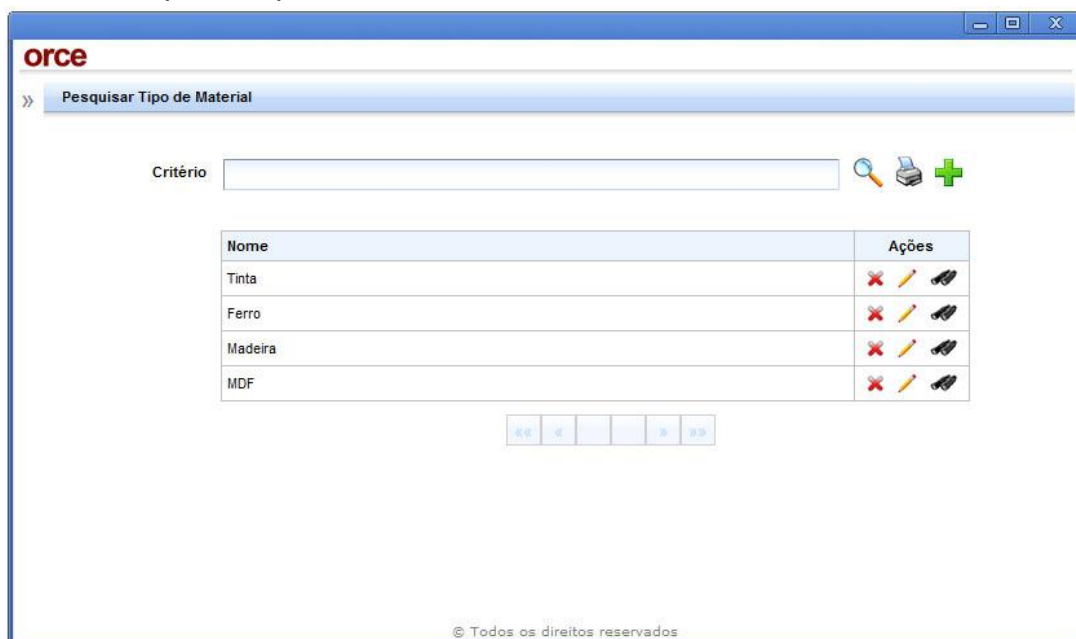 orce
» Pesquisar Tipo de Material
Critério
Nome Ações
Tinta
Ferro
Madeira
MDF
«« « » »»
© Todos os direitos reservados